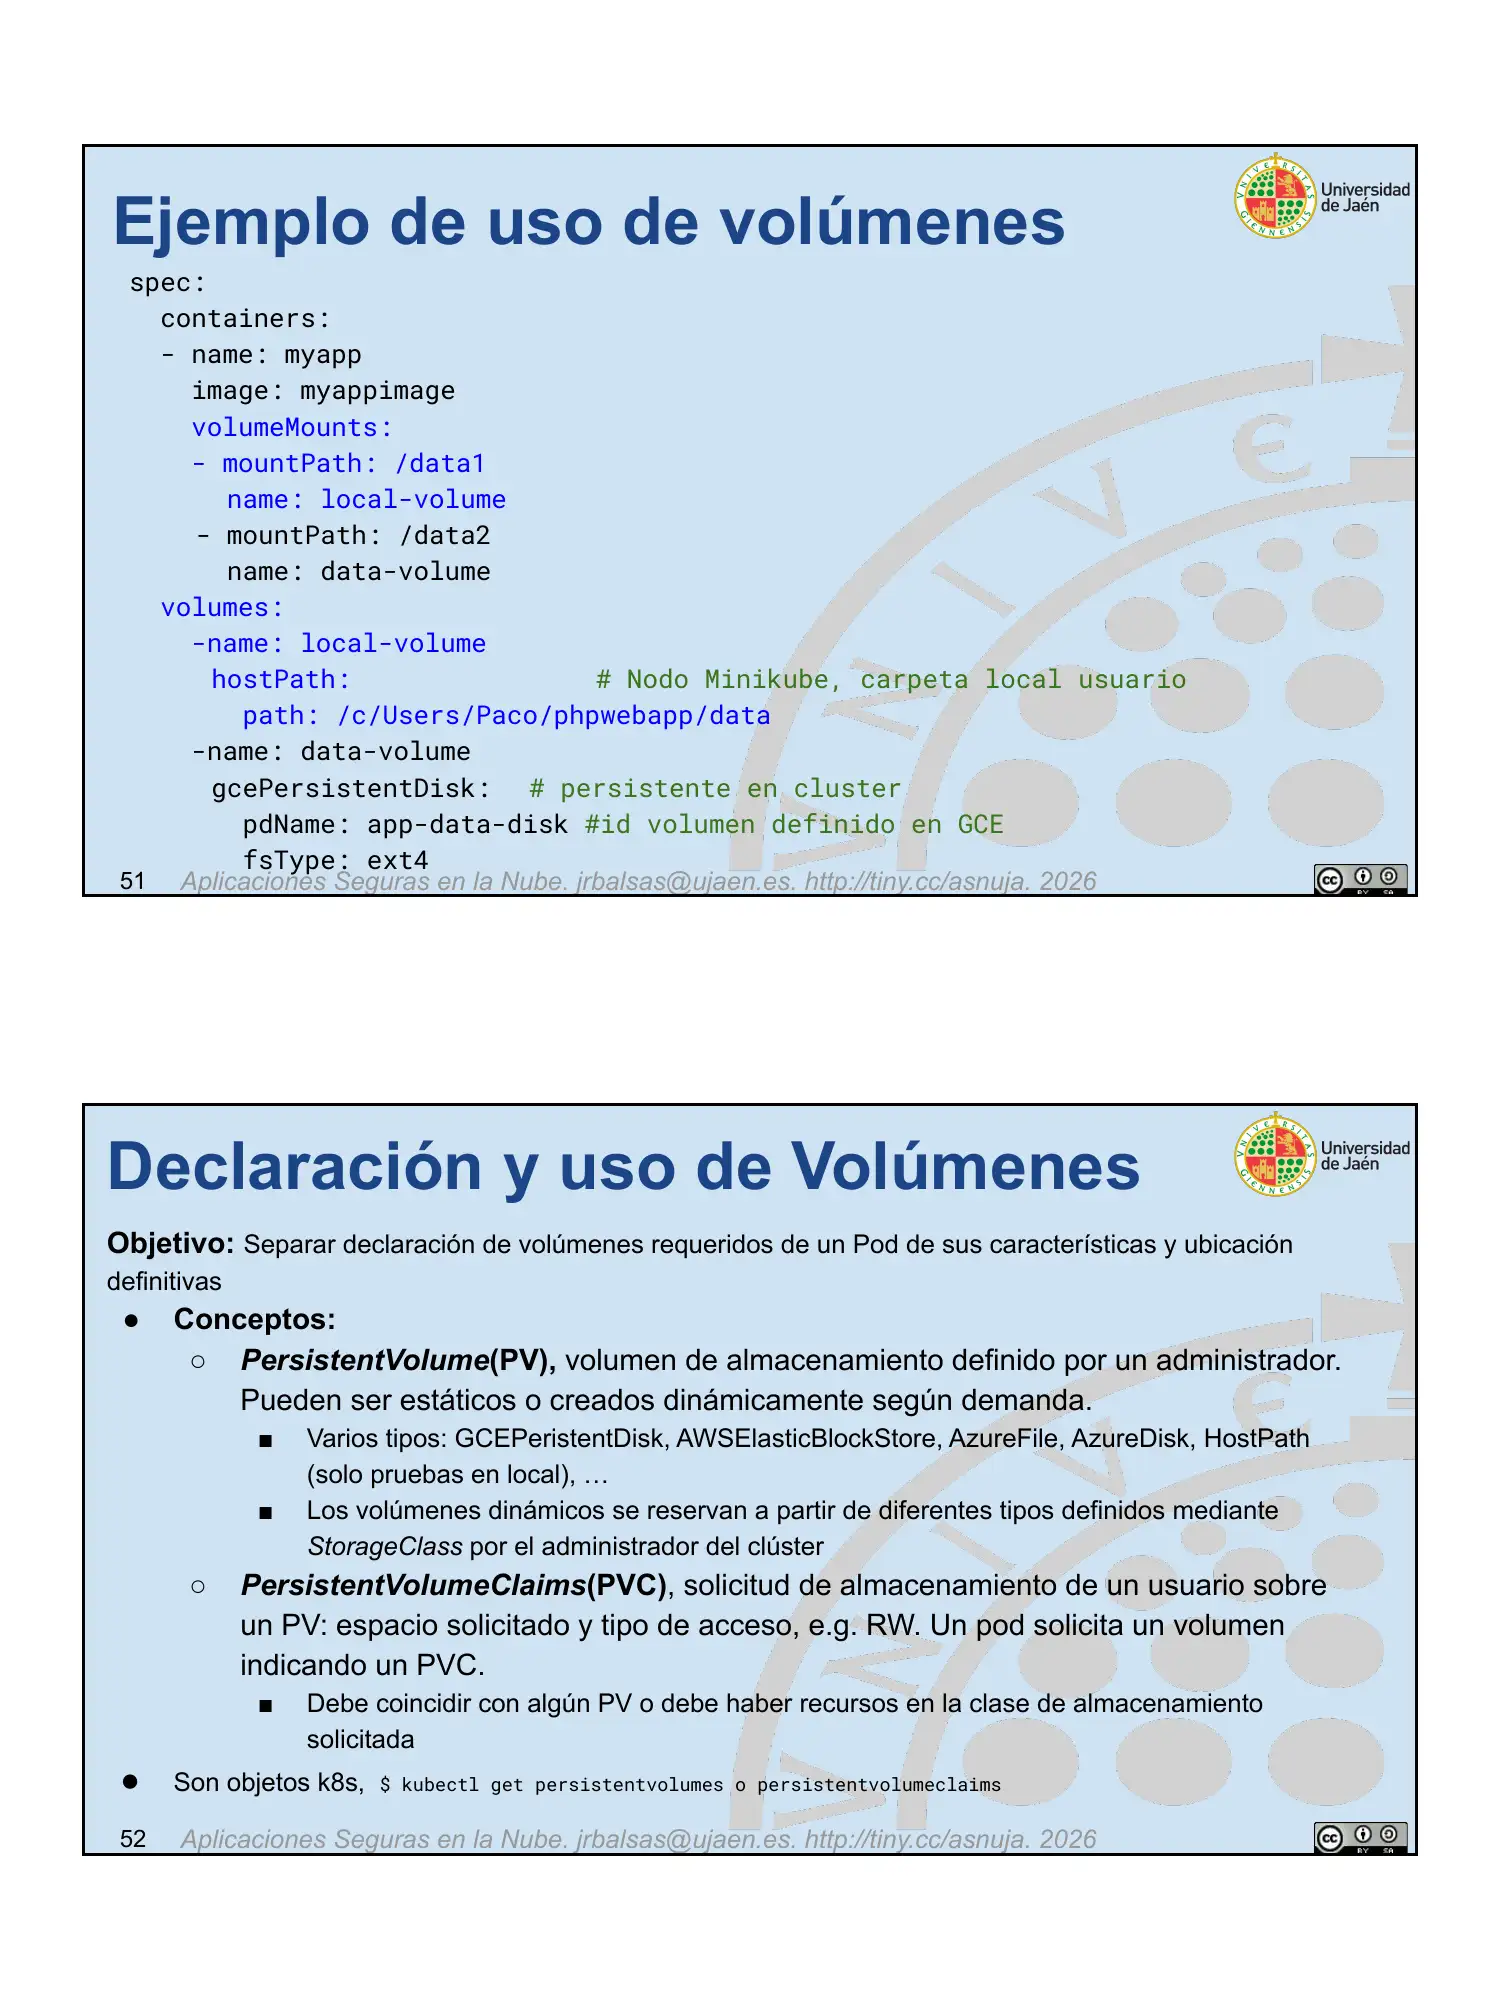 Ejemplo de uso de volúmenes
Universidad
de Jaén
spec:
  containers:
  - name: myapp
    image: myappimage
    volumeMounts:
    - mountPath: /data1
      name: local-volume
    - mountPath: /data2
      name: data-volume
  volumes:
    -name: local-volume
     hostPath:                # Nodo Minikube, carpeta local usuario
       path: /c/Users/Paco/phpwebapp/data
    -name: data-volume
     gcePersistentDisk:   # persistente en cluster
       pdName: app-data-disk #id volumen definido en GCE
       fsType: ext4
51 Aplicaciones Seguras en la Nube. jrbalsas@ujaen.es. http://tiny.cc/asnuja. 2026
cc BY SA
Declaración y uso de Volúmenes
Universidad
de Jaén
Objetivo: Separar declaración de volúmenes requeridos de un Pod de sus características y ubicación
definitivas
● Conceptos:
○ PersistentVolume(PV), volumen de almacenamiento definido por un administrador.
Pueden ser estáticos o creados dinámicamente según demanda.
■ Varios tipos: GCEPeristentDisk, AWSElasticBlockStore, AzureFile, AzureDisk, HostPath
(solo pruebas en local), …
■ Los volúmenes dinámicos se reservan a partir de diferentes tipos definidos mediante
StorageClass por el administrador del clúster
○ PersistentVolumeClaims(PVC), solicitud de almacenamiento de un usuario sobre
un PV: espacio solicitado y tipo de acceso, e.g. RW. Un pod solicita un volumen
indicando un PVC.
■ Debe coincidir con algún PV o debe haber recursos en la clase de almacenamiento
solicitada
● Son objetos k8s, $ kubectl get persistentvolumes o persistentvolumeclaims
52 Aplicaciones Seguras en la Nube. jrbalsas@ujaen.es. http://tiny.cc/asnuja. 2026
cc BY SA